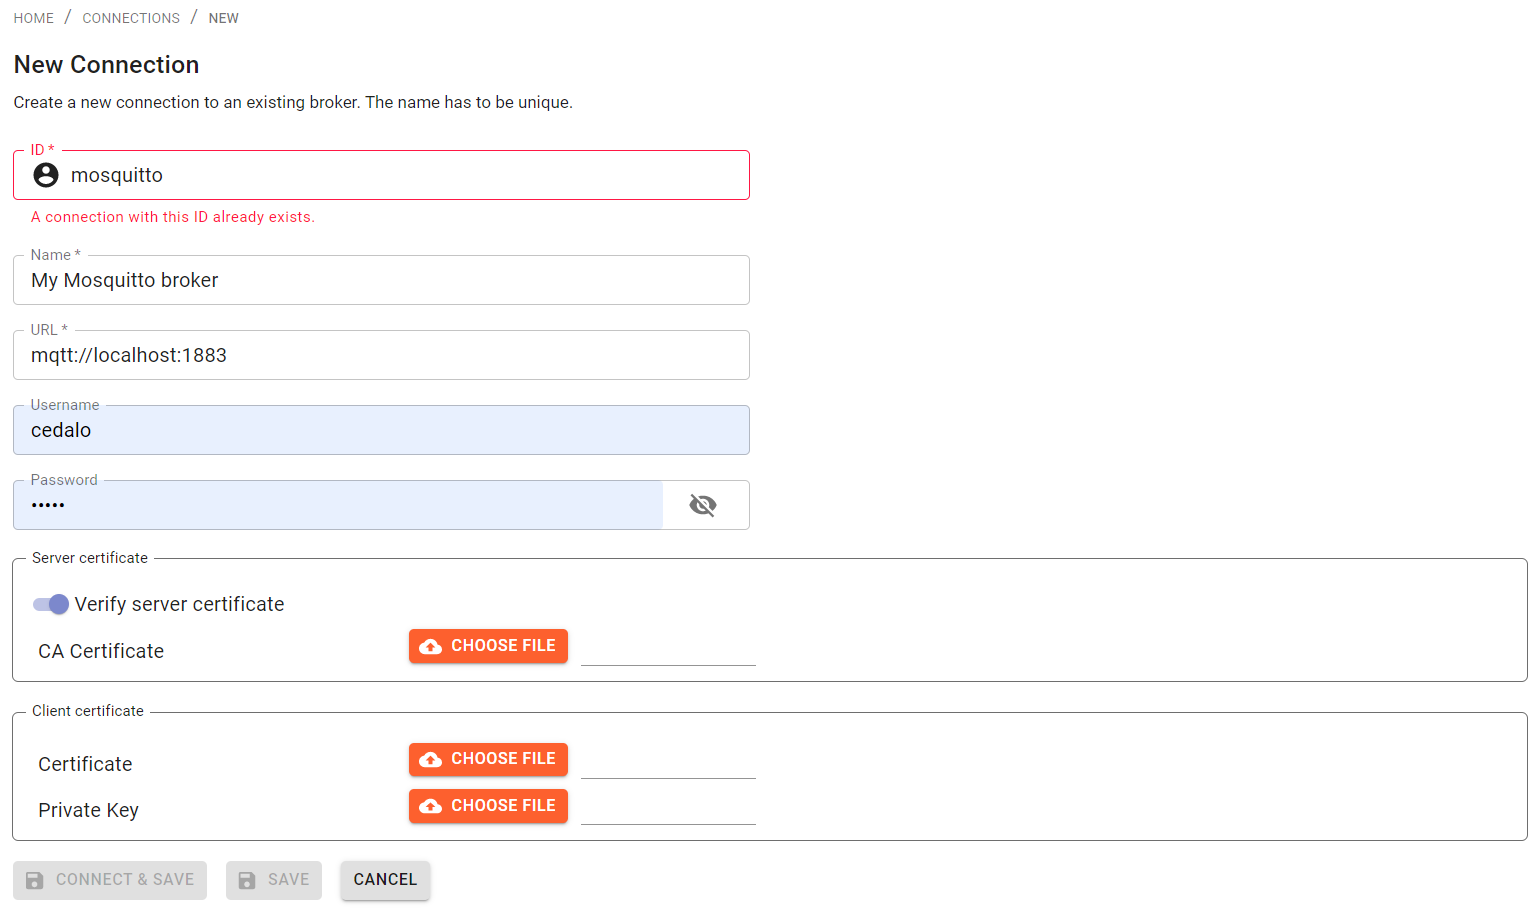 HOME / CONNECTIONS / NEW
New Connection
Create a new connection to an existing broker. The name has to be unique.
ID *
mosquitto
A connection with this ID already exists.
Name *
My Mosquitto broker
URL *
mqtt://localhost:1883
Username
cedalo
Password
•••••
Server certificate
Verify server certificate
CA Certificate CHOOSE FILE
Client certificate
Certificate CHOOSE FILE
Private Key CHOOSE FILE
CONNECT & SAVE SAVE CANCEL